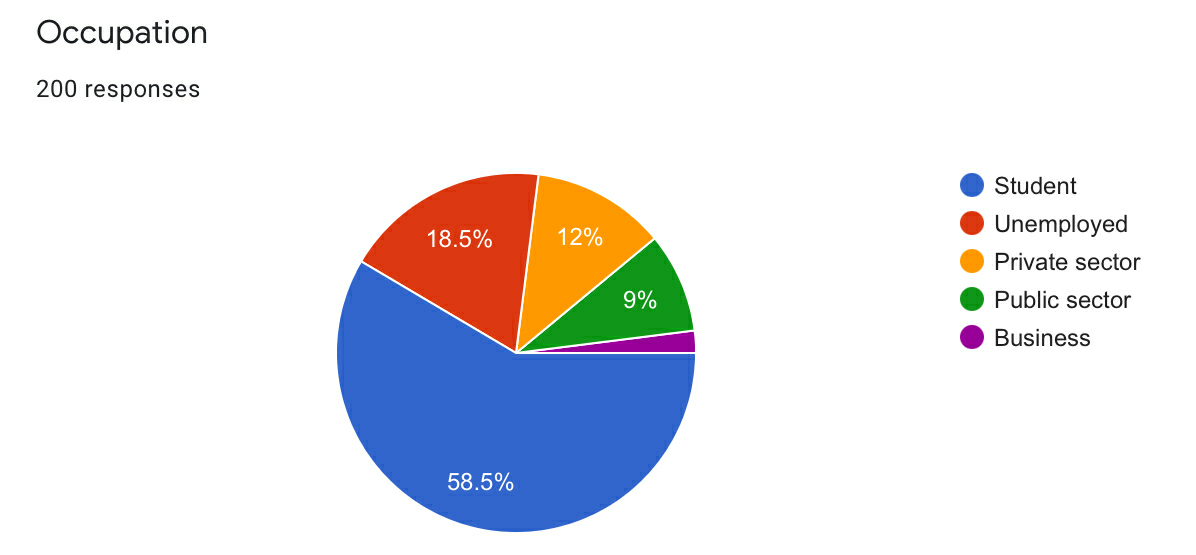 Occupation
200 responses
18.5%
12%
9%
58.5%
Student
Unemployed
Private sector
Public sector
Business